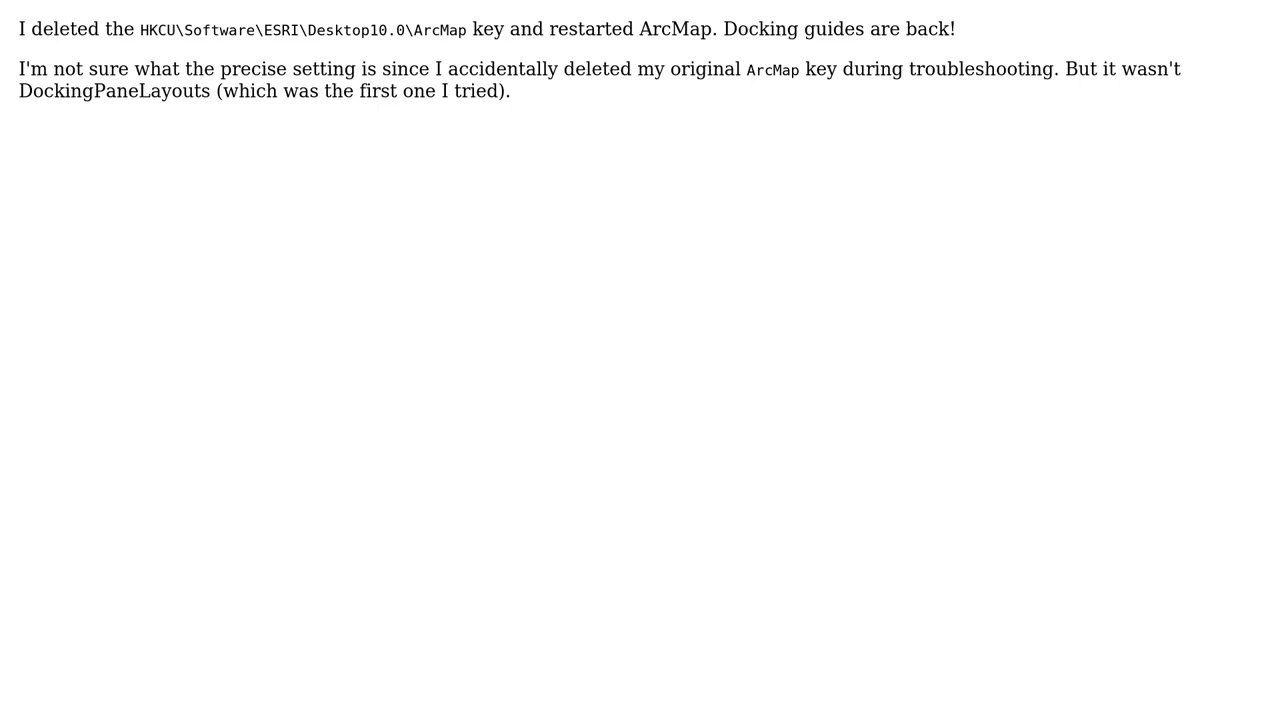 I deleted the HKCU\Software\ESRI\Desktop10.0\ArcMap key and restarted ArcMap. Docking guides are back!
I'm not sure what the precise setting is since I accidentally deleted my original ArcMap key during troubleshooting. But it wasn't
DockingPaneLayouts (which was the first one I tried).